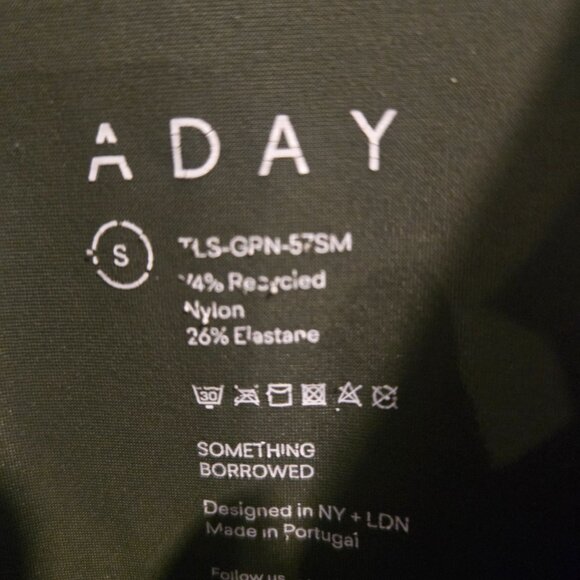 ADAY
S
TLS-GPN-57SM
74% Recycled
Nylon
26% Elastane
30
SOMETHING
BORROWED
Designed in NY + LDN
Made in Portugal
Follow us